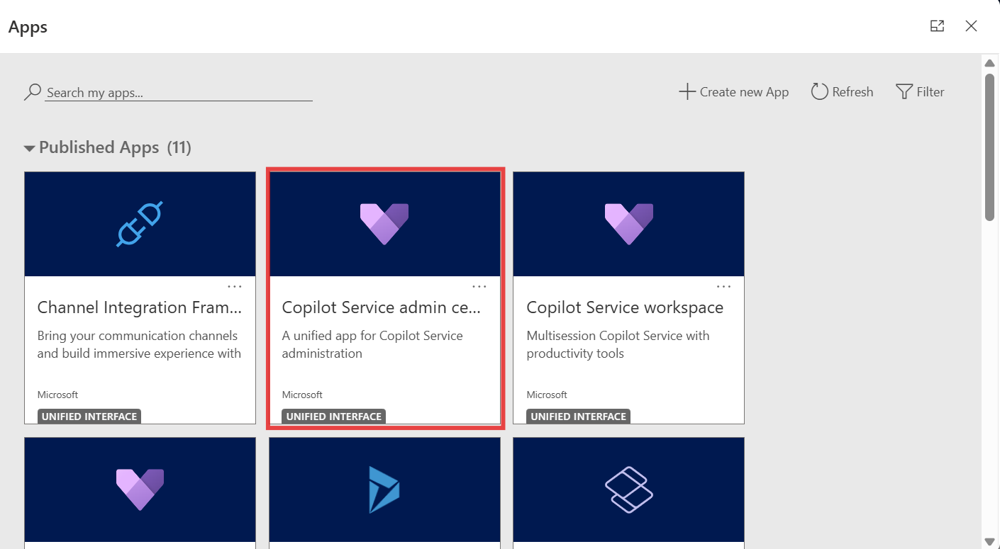 Apps
Search my apps...
Create new App
Refresh
Filter
Published Apps (11)
Channel Integration Fram...
Bring your communication channels
and build immersive experience with
Microsoft
UNIFIED INTERFACE
Copilot Service admin ce...
A unified app for Copilot Service
administration
Microsoft
UNIFIED INTERFACE
Copilot Service workspace
Multisession Copilot Service with
productivity tools
Microsoft
UNIFIED INTERFACE